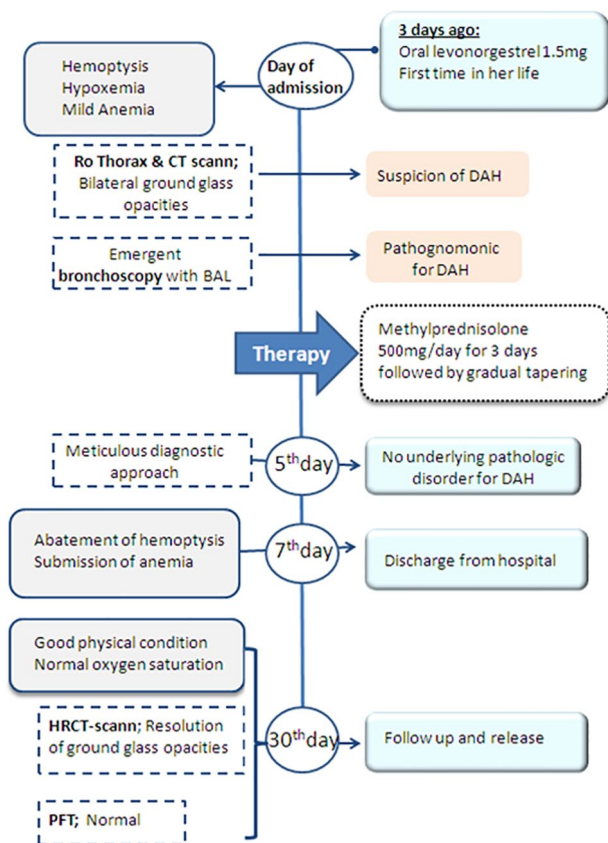 3 days ago:
Oral levonorgestrel 1.5mg
First time in her life
Day of
admission
Hemoptysis
Hypoxemia
Mild Anemia
Ro Thorax & CT scann;
Bilateral ground glass
opacities
Suspicion of DAH
Emergent
bronchoscopy with BAL
Pathognomonic
for DAH
Therapy
Methylprednisolone
500mg/day for 3 days
followed by gradual tapering
Meticulous diagnostic
approach
5th day
No underlying pathologic
disorder for DAH
Abatement of hemoptysis
Submission of anemia
7th day
Discharge from hospital
Good physical condition
Normal oxygen saturation
HRCT-scann; Resolution
of ground glass opacities
PFT; Normal
30th day
Follow up and release